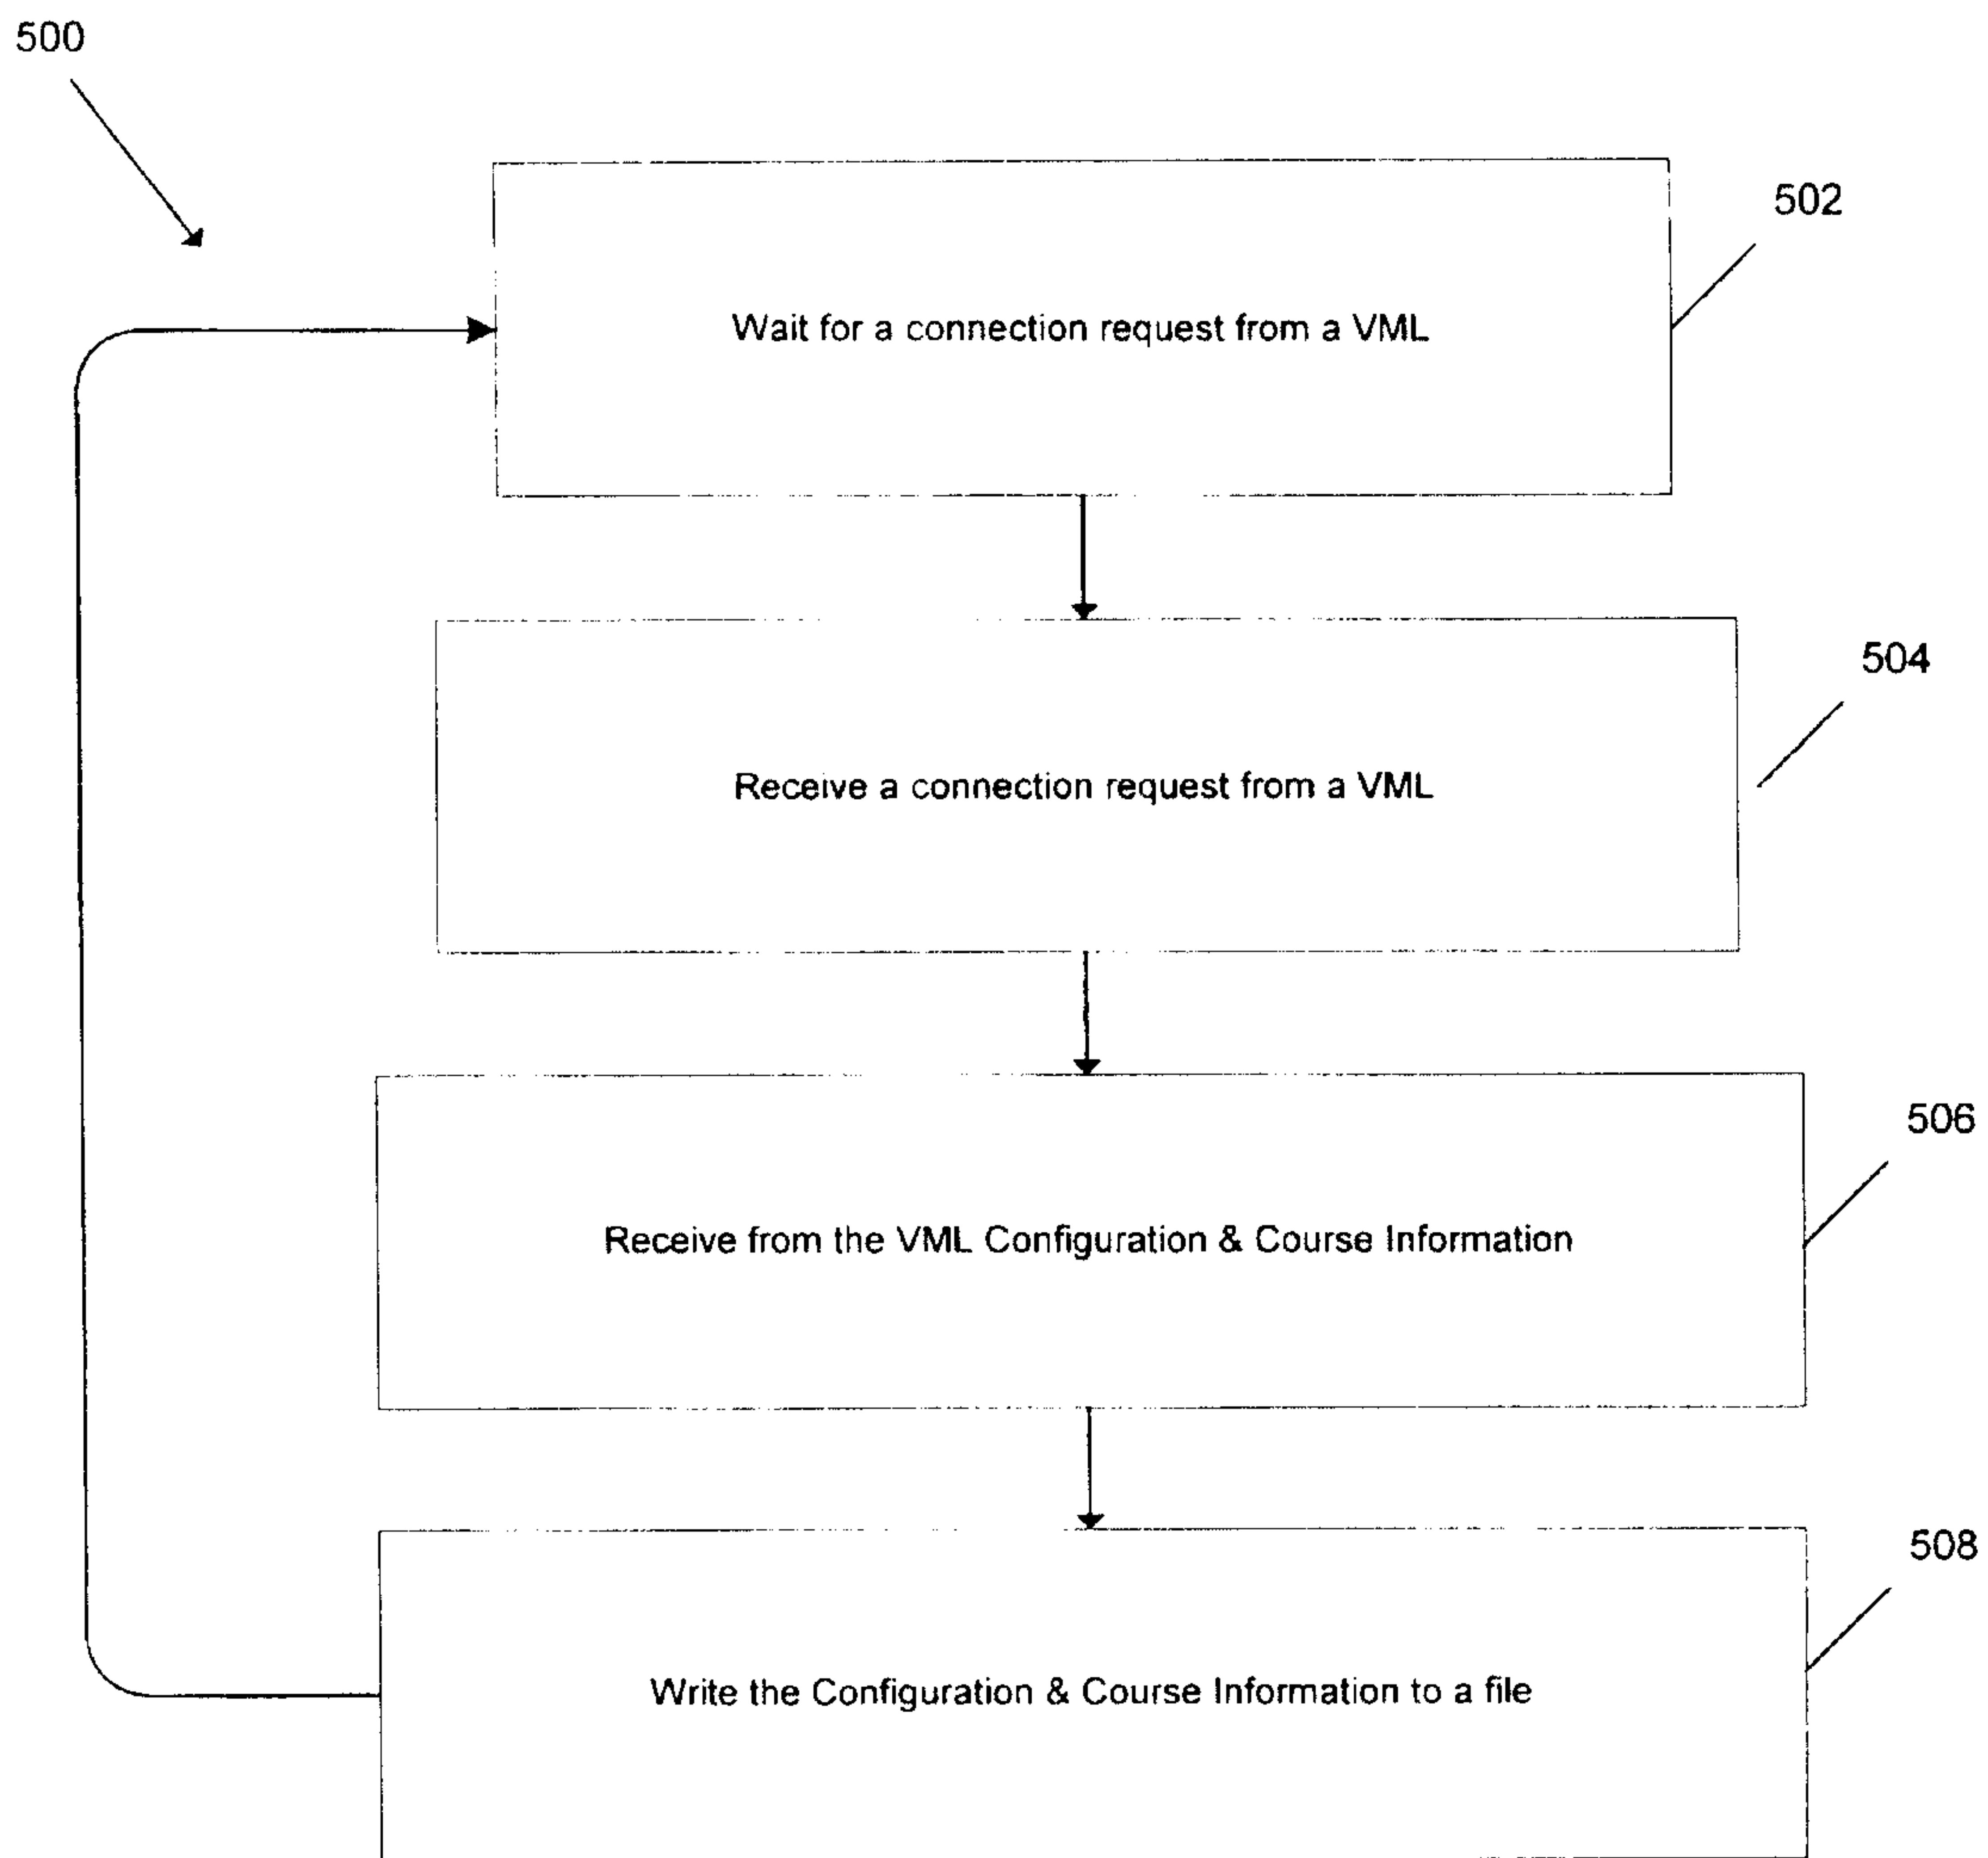 500
502
Wait for a connection request from a VML
504
Receive a connection request from a VML
506
Receive from the VML Configuration & Course Information
508
Write the Configuration & Course Information to a file